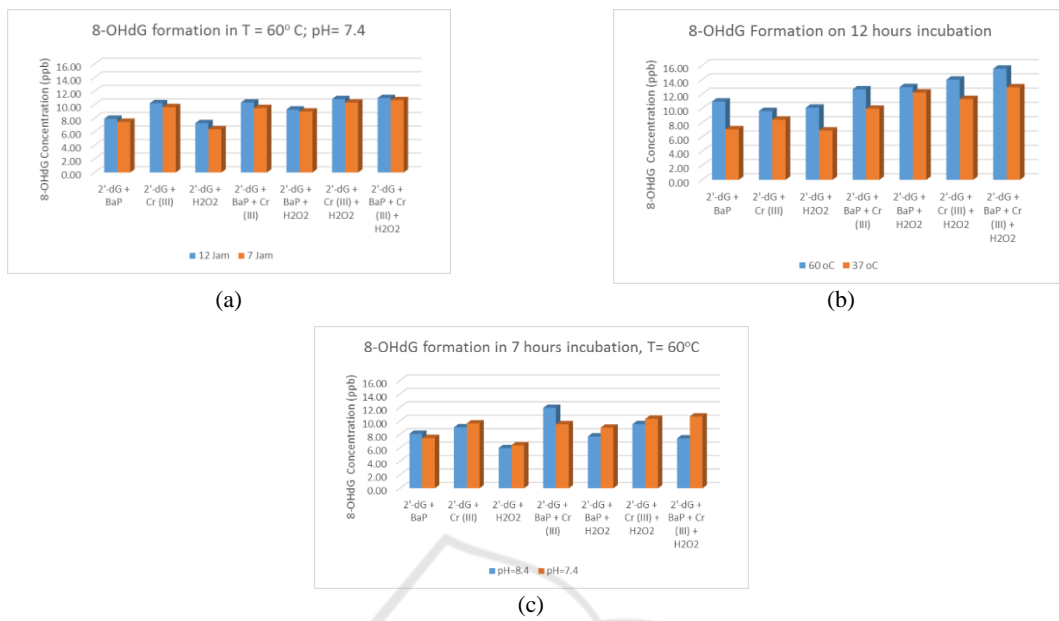 8-OHdG formation in T = 60° C; pH= 7.4
8-OHdG Concentration (ppb)
16.00
14.00
12.00
10.00
8.00
6.00
4.00
2.00
0.00
2'-dG +
BaP
2'-dG +
Cr (III)
2'-dG +
H2O2
2'-dG +
BaP + Cr
(III)
2'-dG +
BaP +
H2O2
2'-dG +
Cr (III) +
H2O2
2'-dG +
BaP + Cr
(III) +
H2O2
12 Jam 7 Jam
(a)
8-OHdG Formation on 12 hours incubation
8-OHdG Concentration (ppb)
16.00
14.00
12.00
10.00
8.00
6.00
4.00
2.00
0.00
2'-dG +
BaP
2'-dG +
Cr (III)
2'-dG +
H2O2
2'-dG +
BaP + Cr
(III)
2'-dG +
BaP +
H2O2
2'-dG +
Cr (III) +
H2O2
2'-dG +
BaP + Cr
(III) +
H2O2
60 oC 37 oC
(b)
8-OHdG formation in 7 hours incubation, T= 60°C
8-OHdG Concentration (ppb)
16.00
14.00
12.00
10.00
8.00
6.00
4.00
2.00
0.00
2'-dG +
BaP
2'-dG +
Cr (III)
2'-dG +
H2O2
2'-dG +
BaP + Cr
(III)
2'-dG +
BaP +
H2O2
2'-dG +
Cr (III) +
H2O2
2'-dG +
BaP + Cr
(III) +
H2O2
pH=8.4 pH=7.4
(c)